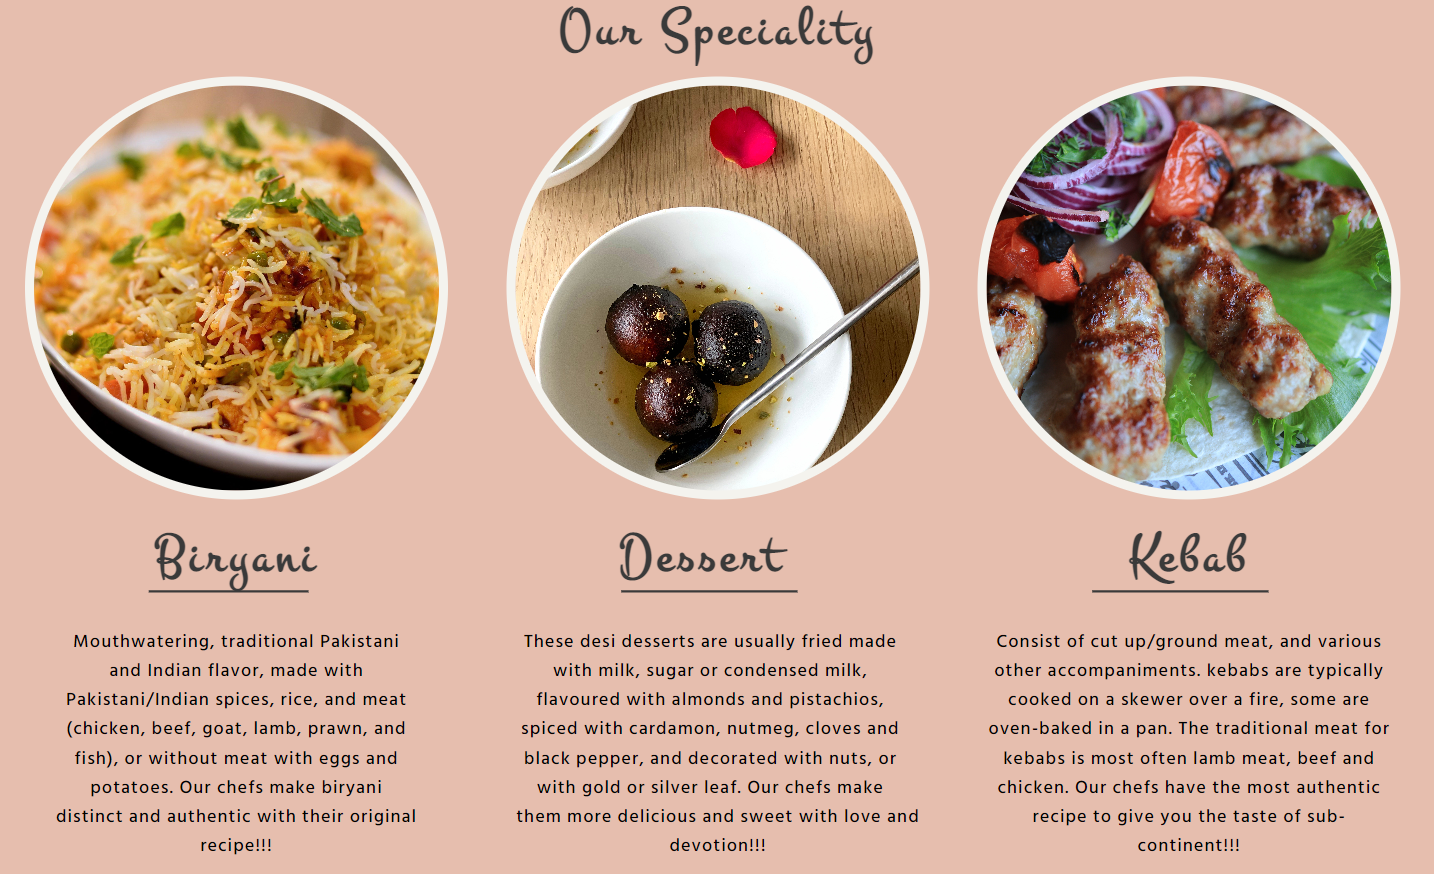 Our Speciality
Biryani
Mouthwatering, traditional Pakistani
and Indian flavor, made with
Pakistani/Indian spices, rice, and meat
(chicken, beef, goat, lamb, prawn, and
fish), or without meat with eggs and
potatoes. Our chefs make biryani
distinct and authentic with their original
recipe!!!
Dessert
These desi desserts are usually fried made
with milk, sugar or condensed milk,
flavoured with almonds and pistachios,
spiced with cardamon, nutmeg, cloves and
black pepper, and decorated with nuts, or
with gold or silver leaf. Our chefs make
them more delicious and sweet with love and
devotion!!!
Kebab
Consist of cut up/ground meat, and various
other accompaniments. kebabs are typically
cooked on a skewer over a fire, some are
oven-baked in a pan. The traditional meat for
kebabs is most often lamb meat, beef and
chicken. Our chefs have the most authentic
recipe to give you the taste of sub-
continent!!!